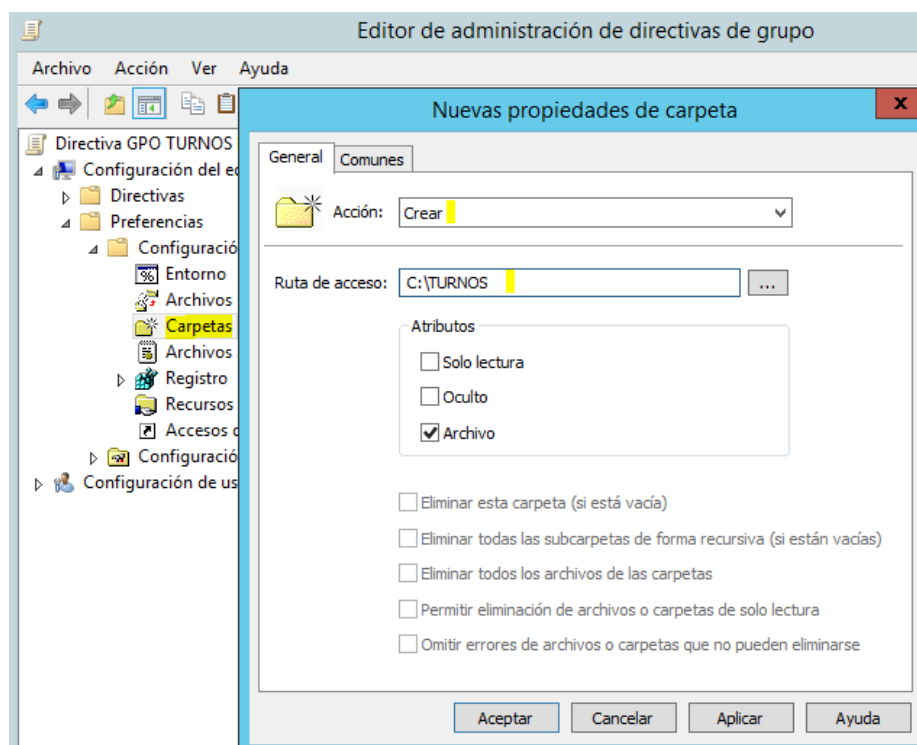 Editor de administración de directivas de grupo
Archivo Acción Ver Ayuda
Nuevas propiedades de carpeta
x
Directiva GPO TURNOS
Configuración del e
Directivas
Preferencias
Configuració
Entorno
Archivos
Carpetas
Archivos
Registro
Recursos
Accesos d
Configuració
Configuración de us
General Comunes
Acción: Crear
Ruta de acceso: C:\TURNOS ...
Atributos
Solo lectura
Oculto
Archivo
Eliminar esta carpeta (si está vacía)
Eliminar todas las subcarpetas de forma recursiva (si están vacías)
Eliminar todos los archivos de las carpetas
Permitir eliminación de archivos o carpetas de solo lectura
Omitir errores de archivos o carpetas que no pueden eliminarse
Aceptar Cancelar Aplicar Ayuda